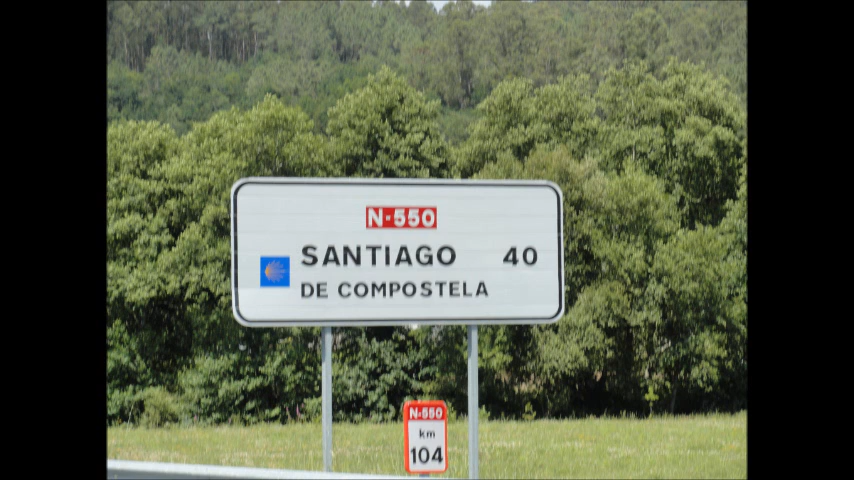 N-550
SANTIAGO 40
DE COMPOSTELA
N-550
km
104